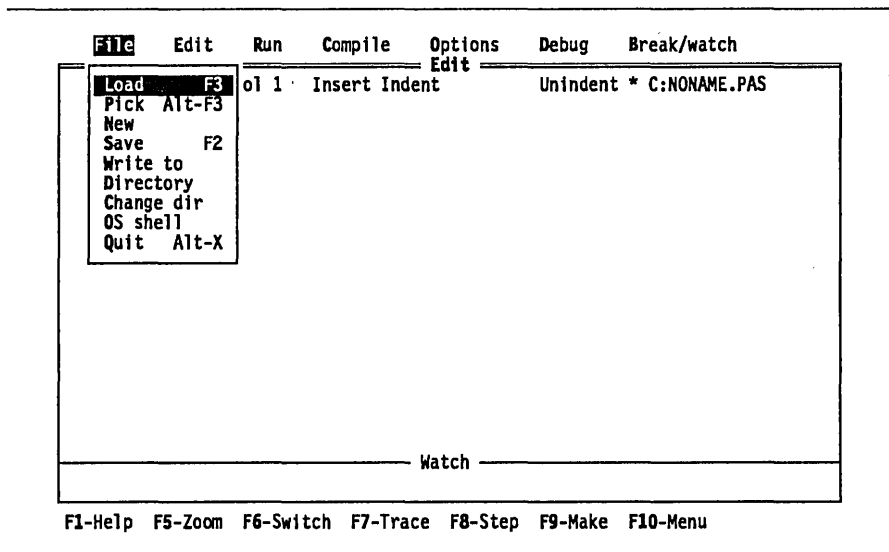 File Edit Run Compile Options Debug Break/watch
Edit
Load F3 ol 1 Insert Indent Unindent * C:NONAME.PAS
Pick Alt-F3
New
Save F2
Write to
Directory
Change dir
OS shell
Quit Alt-X
Watch
F1-Help F5-Zoom F6-Switch F7-Trace F8-Step F9-Make F10-Menu